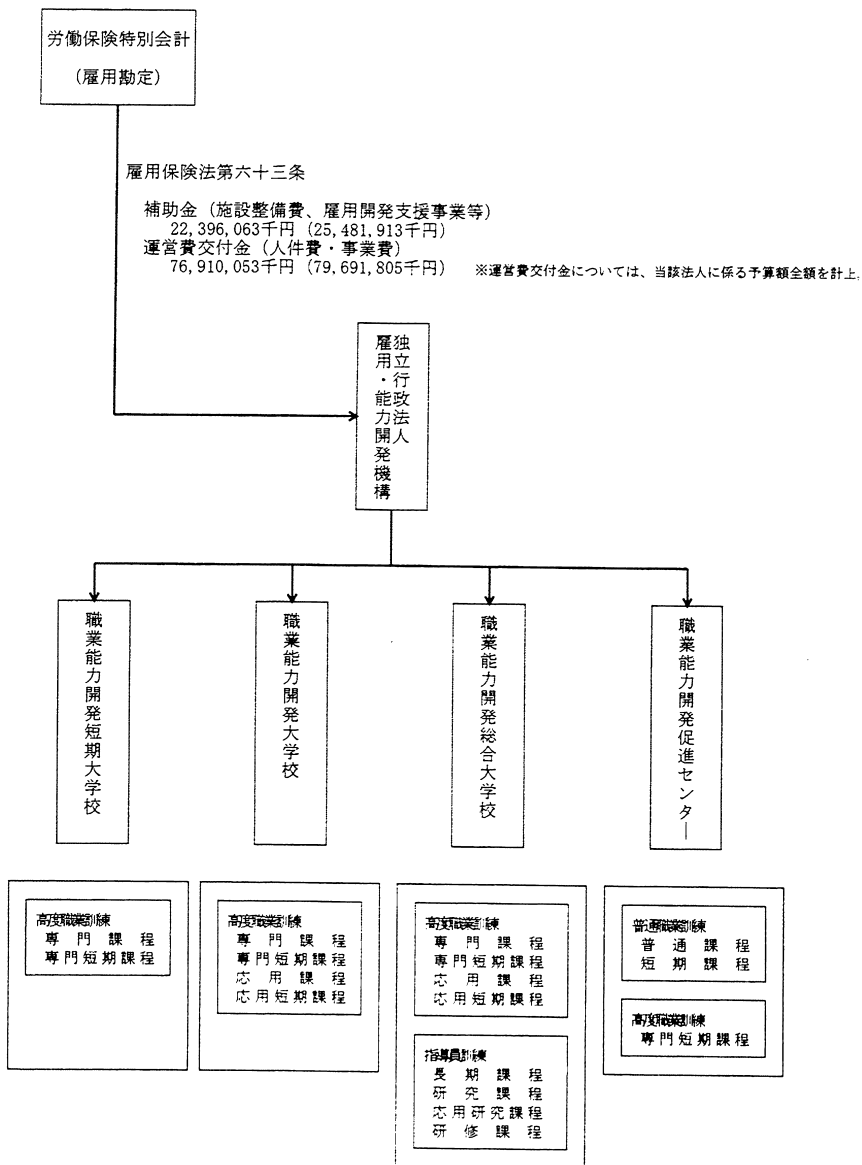 労働保険特別会計
（雇用勘定）
雇用保険法第六十三条
補助金（施設整備費、雇用開発支援事業等）
22,396,063千円（25,481,913千円）
運営費交付金（人件費・事業費）
76,910,053千円（79,691,805千円）
※運営費交付金については、当該法人に係る予算額全額を計上。
独立行政法人
雇用・能力開発機構
職業能力開発短期大学校
職業能力開発大学校
職業能力開発総合大学校
職業能力開発促進センター
高度職業訓練
専門課程
専門短期課程
高度職業訓練
専門課程
専門短期課程
応用課程
応用短期課程
高度職業訓練
専門課程
専門短期課程
応用課程
応用短期課程
指導員訓練
長期課程
研究課程
応用研究課程
研修課程
普通職業訓練
普通課程
短期課程
高度職業訓練
専門短期課程